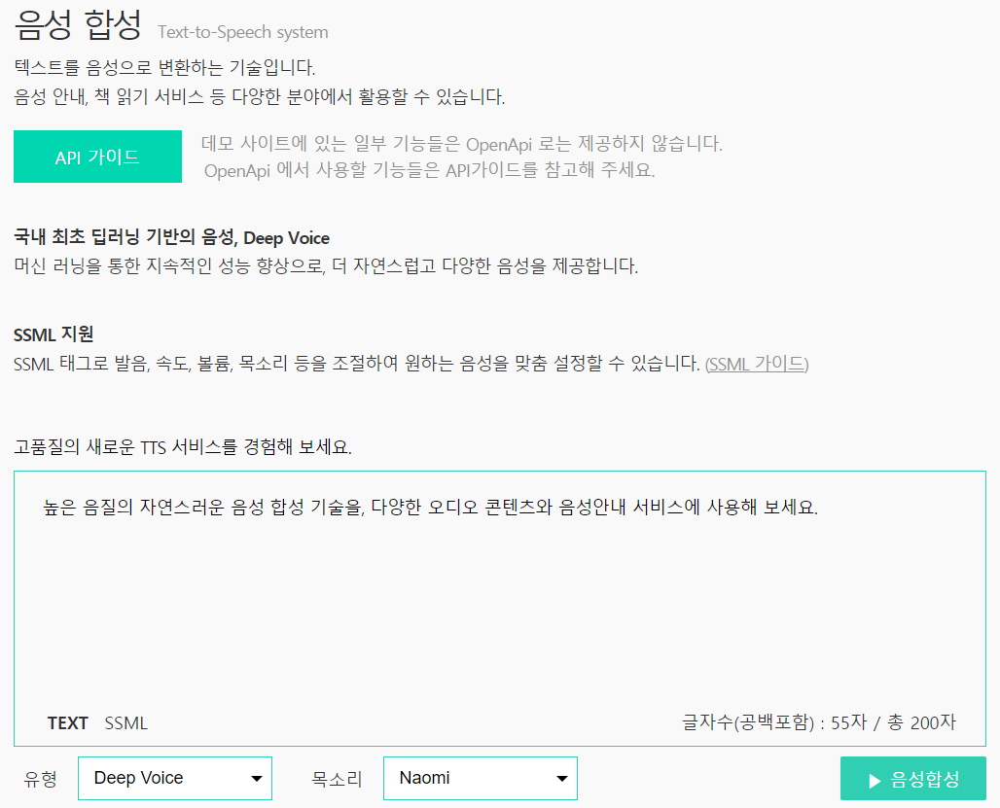 음성 합성 Text-to-Speech system
텍스트를 음성으로 변환하는 기술입니다.
음성 안내, 책 읽기 서비스 등 다양한 분야에서 활용할 수 있습니다.
API 가이드
데모 사이트에 있는 일부 기능들은 OpenApi 로는 제공하지 않습니다.
OpenApi 에서 사용할 기능들은 API가이드를 참고해 주세요.
국내 최초 딥러닝 기반의 음성, Deep Voice
머신 러닝을 통한 지속적인 성능 향상으로, 더 자연스럽고 다양한 음성을 제공합니다.
SSML 지원
SSML 태그로 발음, 속도, 볼륨, 목소리 등을 조절하여 원하는 음성을 맞춤 설정할 수 있습니다. (SSML 가이드)
고품질의 새로운 TTS 서비스를 경험해 보세요.
높은 음질의 자연스러운 음성 합성 기술을, 다양한 오디오 콘텐츠와 음성안내 서비스에 사용해 보세요.
TEXT SSML 글자수(공백포함) : 55자 / 총 200자
유형 Deep Voice 목소리 Naomi ▶ 음성합성